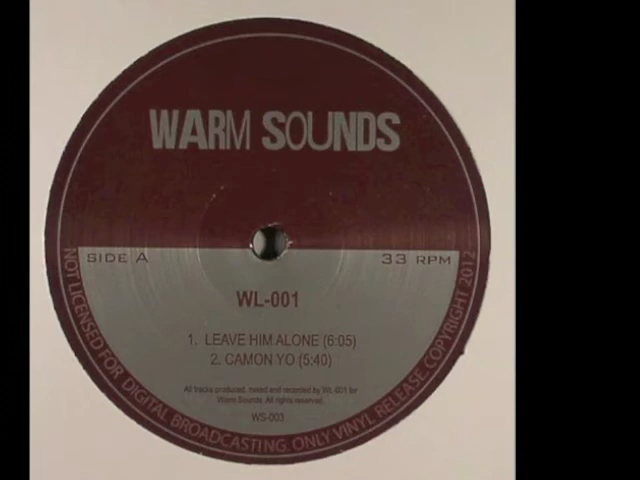 WARM SOUNDS
SIDE A
33 RPM
WL-001
1. LEAVE HIM ALONE (6:05)
2. CAMON YO (5:40)
All tracks produced, mixed and recorded by WL-001 for
Warm Sounds. All rights reserved.
WS-003
NOT LICENSED FOR DIGITAL BROADCASTING. ONLY VINYL RELEASE. COPYRIGHT 2012